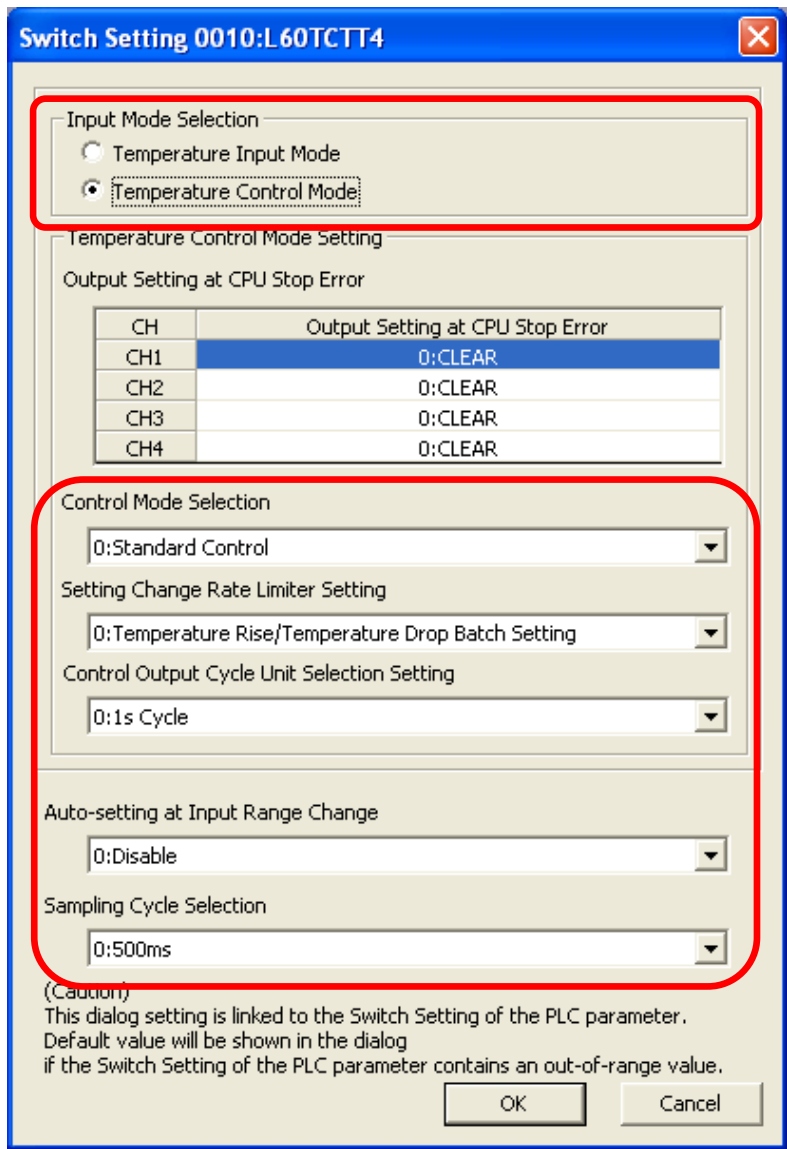 Switch Setting 0010:L60TCTT4
Input Mode Selection
Temperature Input Mode
Temperature Control Mode
Temperature Control Mode Setting
Output Setting at CPU Stop Error
CH Output Setting at CPU Stop Error
CH1 0:CLEAR
CH2 0:CLEAR
CH3 0:CLEAR
CH4 0:CLEAR
Control Mode Selection
0:Standard Control
Setting Change Rate Limiter Setting
0:Temperature Rise/Temperature Drop Batch Setting
Control Output Cycle Unit Selection Setting
0:1s Cycle
Auto-setting at Input Range Change
0:Disable
Sampling Cycle Selection
0:500ms
(Caution)
This dialog setting is linked to the Switch Setting of the PLC parameter.
Default value will be shown in the dialog
if the Switch Setting of the PLC parameter contains an out-of-range value.
OK Cancel